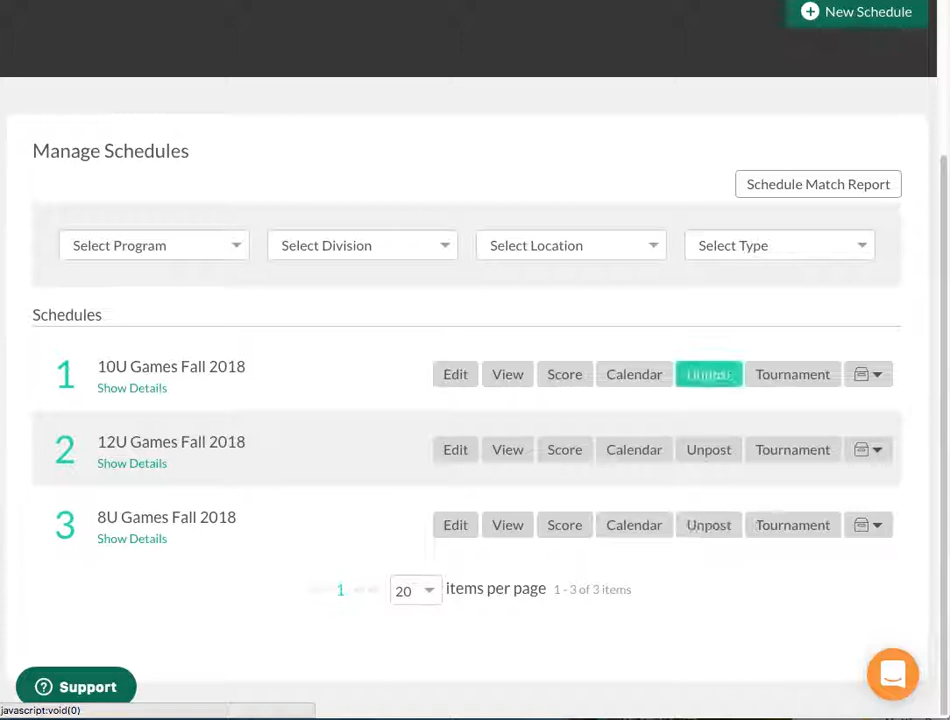 New Schedule
Manage Schedules
Schedule Match Report
Select Program Select Division Select Location Select Type
Schedules
1 10U Games Fall 2018 Edit View Score Calendar Tournament
Show Details
2 12U Games Fall 2018 Edit View Score Calendar Unpost Tournament
Show Details
3 8U Games Fall 2018 Edit View Score Calendar Unpost Tournament
Show Details
1 20 items per page 1 - 3 of 3 items
? Support
javascript:void(0)